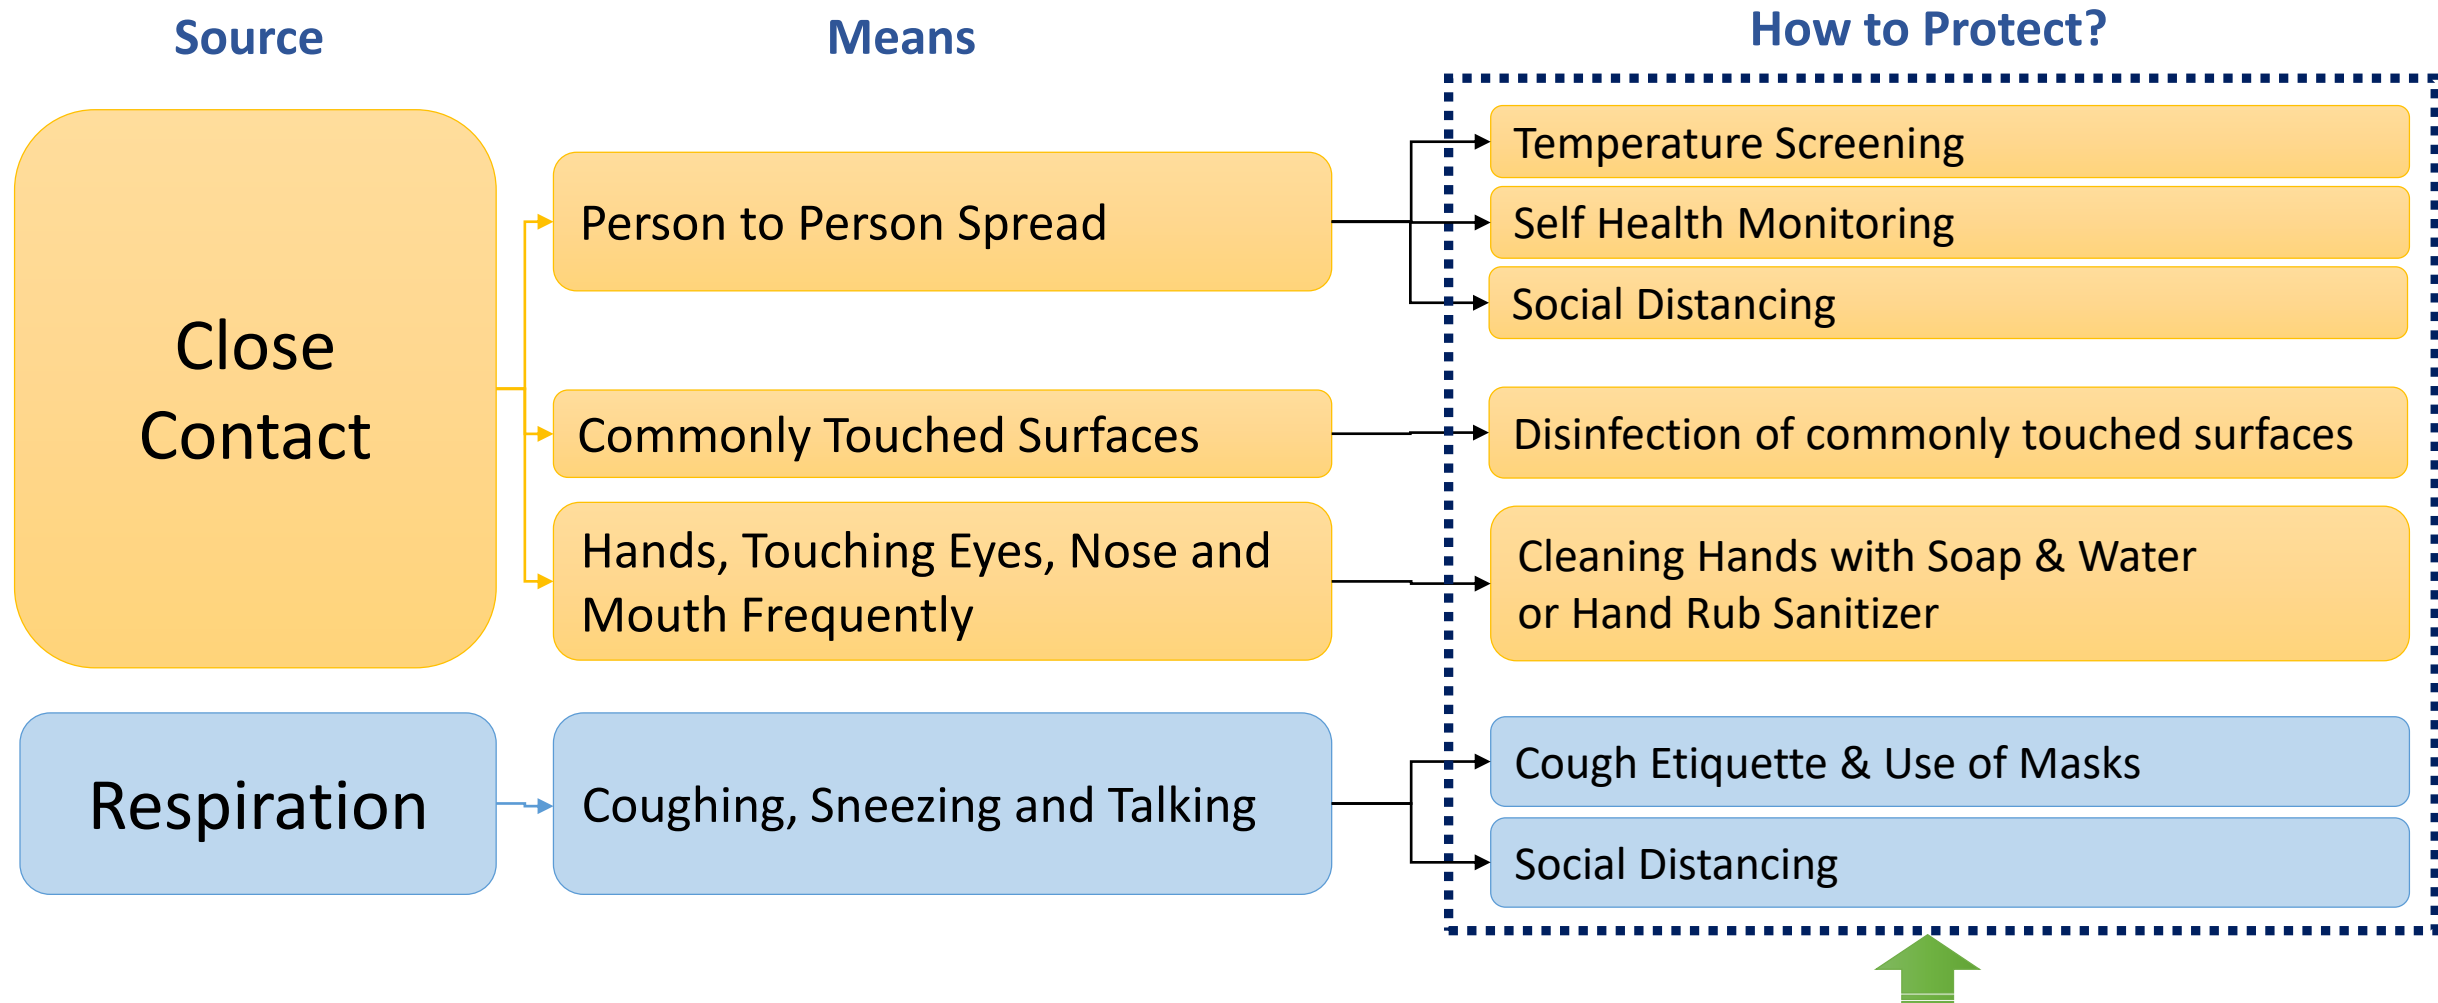 Source
Means
How to Protect?
Close
Contact
Person to Person Spread
Temperature Screening
Self Health Monitoring
Social Distancing
Commonly Touched Surfaces
Disinfection of commonly touched surfaces
Hands, Touching Eyes, Nose and
Mouth Frequently
Cleaning Hands with Soap & Water
or Hand Rub Sanitizer
Respiration
Coughing, Sneezing and Talking
Cough Etiquette & Use of Masks
Social Distancing